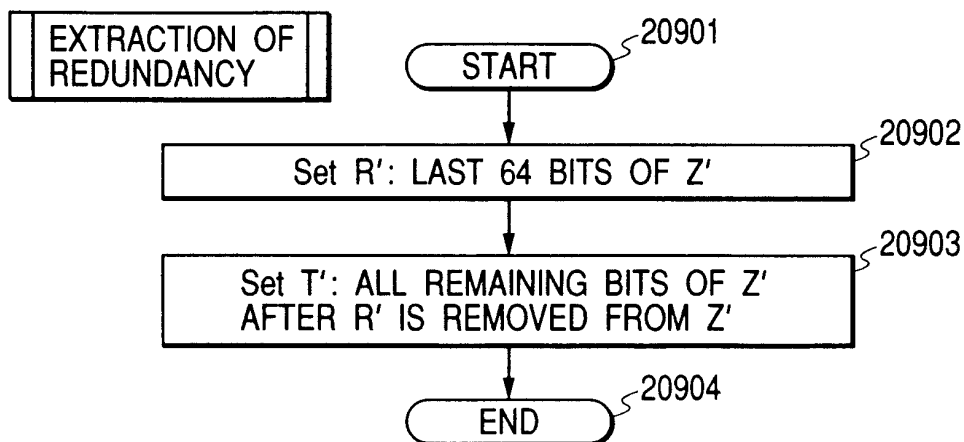 EXTRACTION OF
REDUNDANCY
20901
START
20902
Set R': LAST 64 BITS OF Z'
20903
Set T': ALL REMAINING BITS OF Z'
AFTER R' IS REMOVED FROM Z'
20904
END